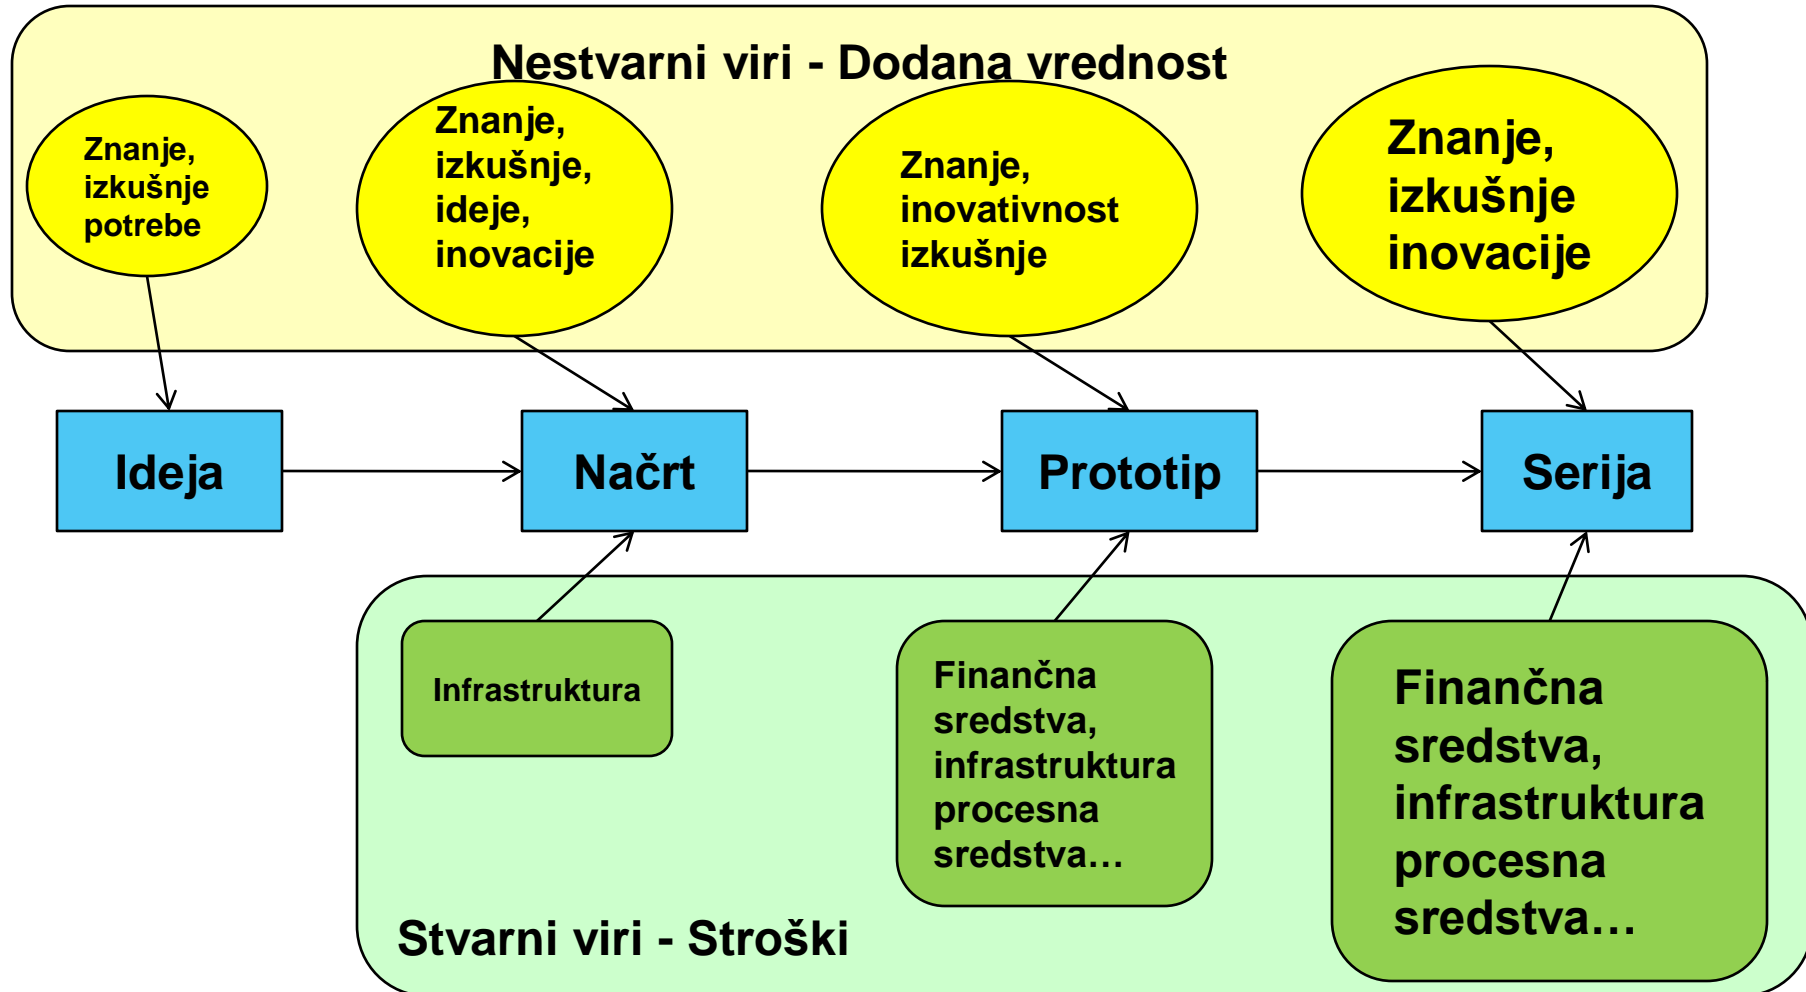 Nestvarni viri - Dodana vrednost
Znanje,
izkušnje
potrebe
Znanje,
izkušnje,
ideje,
inovacije
Znanje,
inovativnost
izkušnje
Znanje,
izkušnje
inovacije
Ideja
Načrt
Prototip
Serija
Infrastruktura
Finančna
sredstva,
infrastruktura
procesna
sredstva…
Finančna
sredstva,
infrastruktura
procesna
sredstva…
Stvarni viri - Stroški